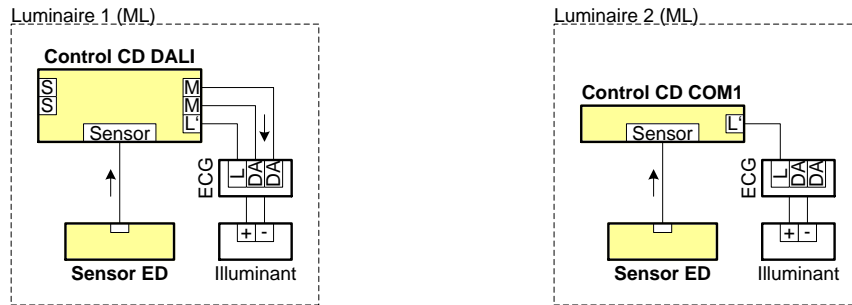 Luminaire 1 (ML)
Control CD DALI
S
S
M
M
L'
Sensor
ECG
L
DA
DA
+ -
Sensor ED
Illuminant
Luminaire 2 (ML)
Control CD COM1
L'
Sensor
ECG
L
DA
DA
+ -
Sensor ED
Illuminant